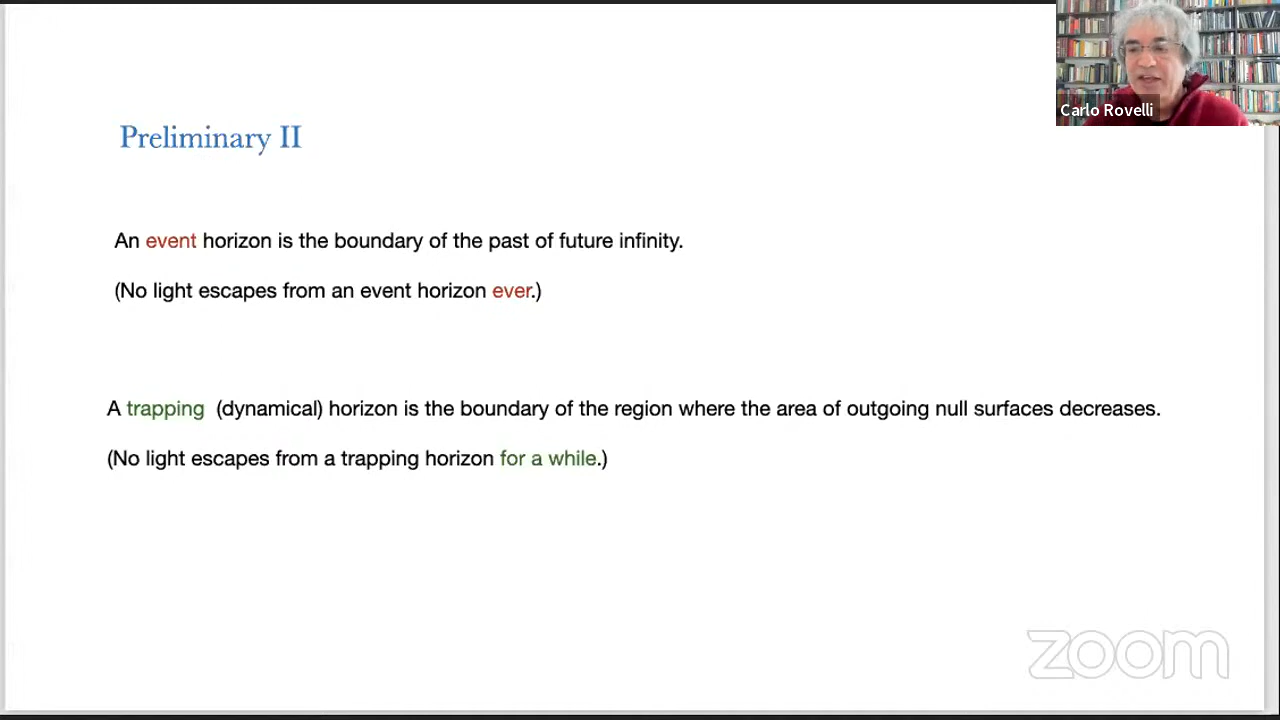 Carlo Rovelli
Preliminary II
An event horizon is the boundary of the past of future infinity.
(No light escapes from an event horizon ever.)
A trapping (dynamical) horizon is the boundary of the region where the area of outgoing null surfaces decreases.
(No light escapes from a trapping horizon for a while.)
zoom